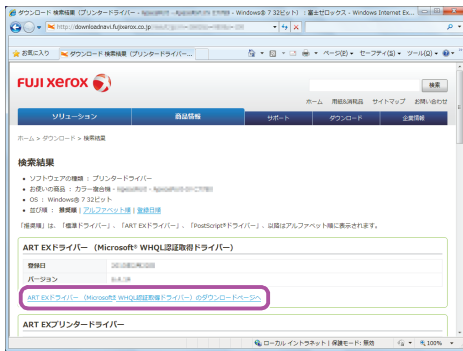 ダウンロード 検索結果 (プリンタードライバー - Windows® 7 32ビット) : 富士ゼロックス - Windows Internet Ex...
http://downloadnavi.fujixerox.co.jp
お気に入り
ダウンロード 検索結果 (プリンタードライバー...
ページ(P) セーフティ(S) ツール(O)
FUJI XEROX
検索
ホーム 用紙&消耗品 サイトマップ お問い合わせ
ソリューション 商品情報 サポート ダウンロード 企業情報
ホーム > ダウンロード > 検索結果
検索結果
• ソフトウェアの種類 : プリンタードライバー
• お使いの商品 : カラー複合機 -
• OS : Windows® 7 32ビット
• 並び順 : 推奨順 | アルファベット順 | 登録日順
「推奨順」は、「標準ドライバー」、「ART EXドライバー」、「PostScript®ドライバー」、以降はアルファベット順に表示されます。
ART EXドライバー (Microsoft® WHQL認証取得ドライバー)
登録日
バージョン
ART EXドライバー (Microsoft® WHQL認証取得ドライバー) のダウンロードページへ
ART EXプリンタードライバー
ローカル イントラネット | 保護モード: 無効
100%